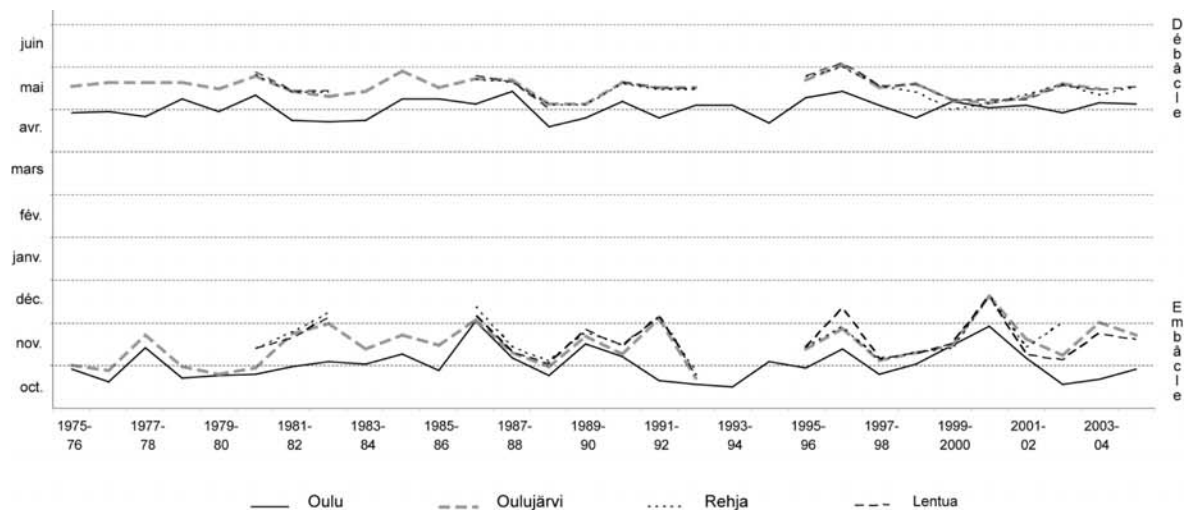 Débâcle
juin
mai
avr.
mars
fév.
janv.
déc.
nov.
oct.
Embâcle
1975-
76
1977-
78
1979-
80
1981-
82
1983-
84
1985-
86
1987-
88
1989-
90
1991-
92
1993-
94
1995-
96
1997-
98
1999-
2000
2001-
02
2003-
04
Oulu
Oulujärvi
Rehja
Lentua